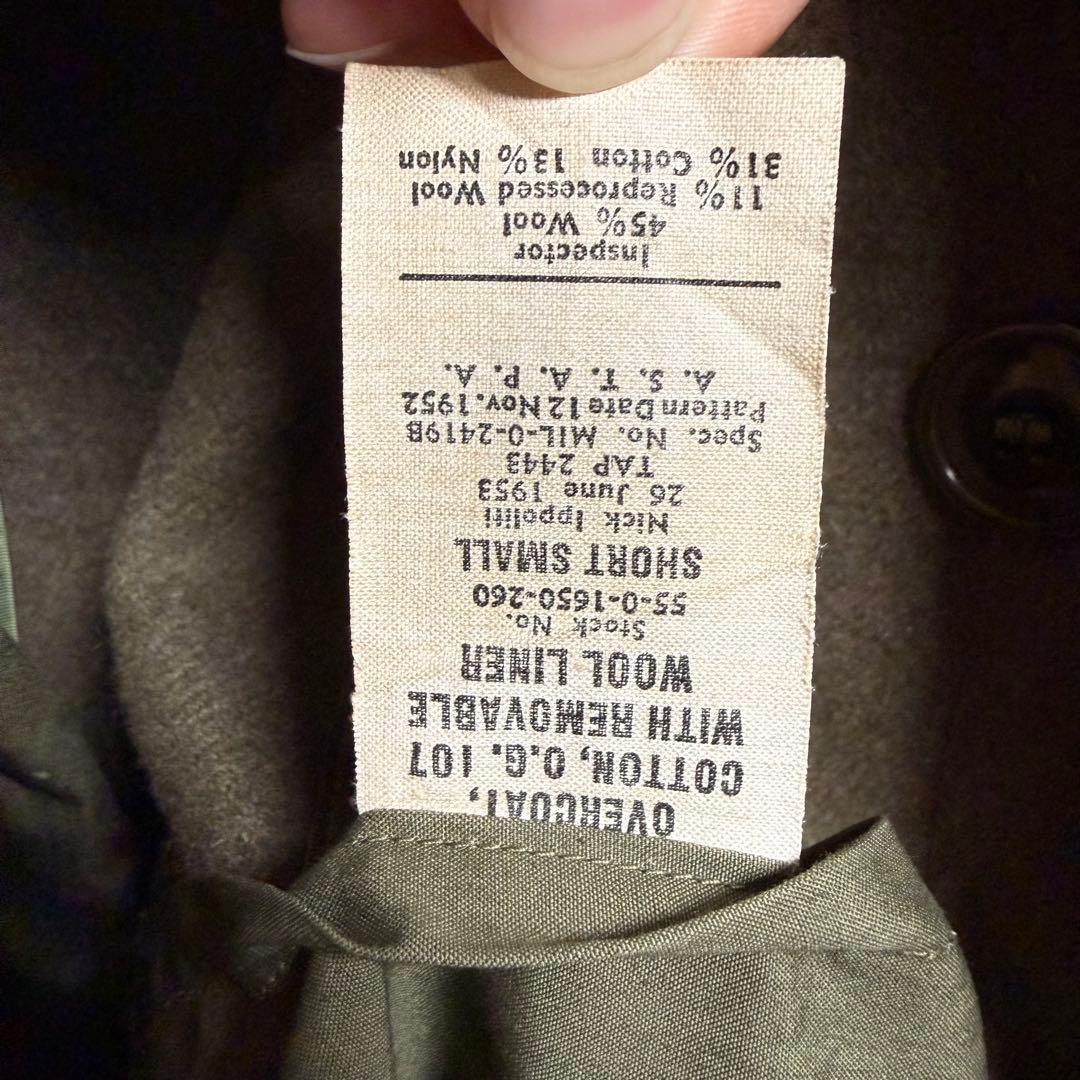 OVERCOAT,
COTTON, O.G. 107
WITH REMOVABLE
WOOL LINER
Stock No.
55-0-1650-260
SHORT SMALL
Nick Ippoliti
26 June 1953
TAP 2443
Spec. No. MIL-O-2419B
Pattern Date 12 Nov. 1952
A. S. T. A. P. A.
Inspector
45% Wool
11% Reprocessed Wool
31% Cotton 13% Nylon